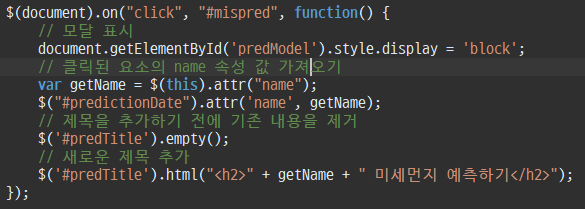 $(document).on("click", "#mispred", function() {
    // 모달 표시
    document.getElementById('predModel').style.display = 'block';
    // 클릭된 요소의 name 속성 값 가져오기
    var getName = $(this).attr("name");
    $("#predictionDate").attr('name', getName);
    // 제목을 추가하기 전에 기존 내용을 제거
    $('#predTitle').empty();
    // 새로운 제목 추가
    $('#predTitle').html("<h2>" + getName + " 미세먼지 예측하기</h2>");
});